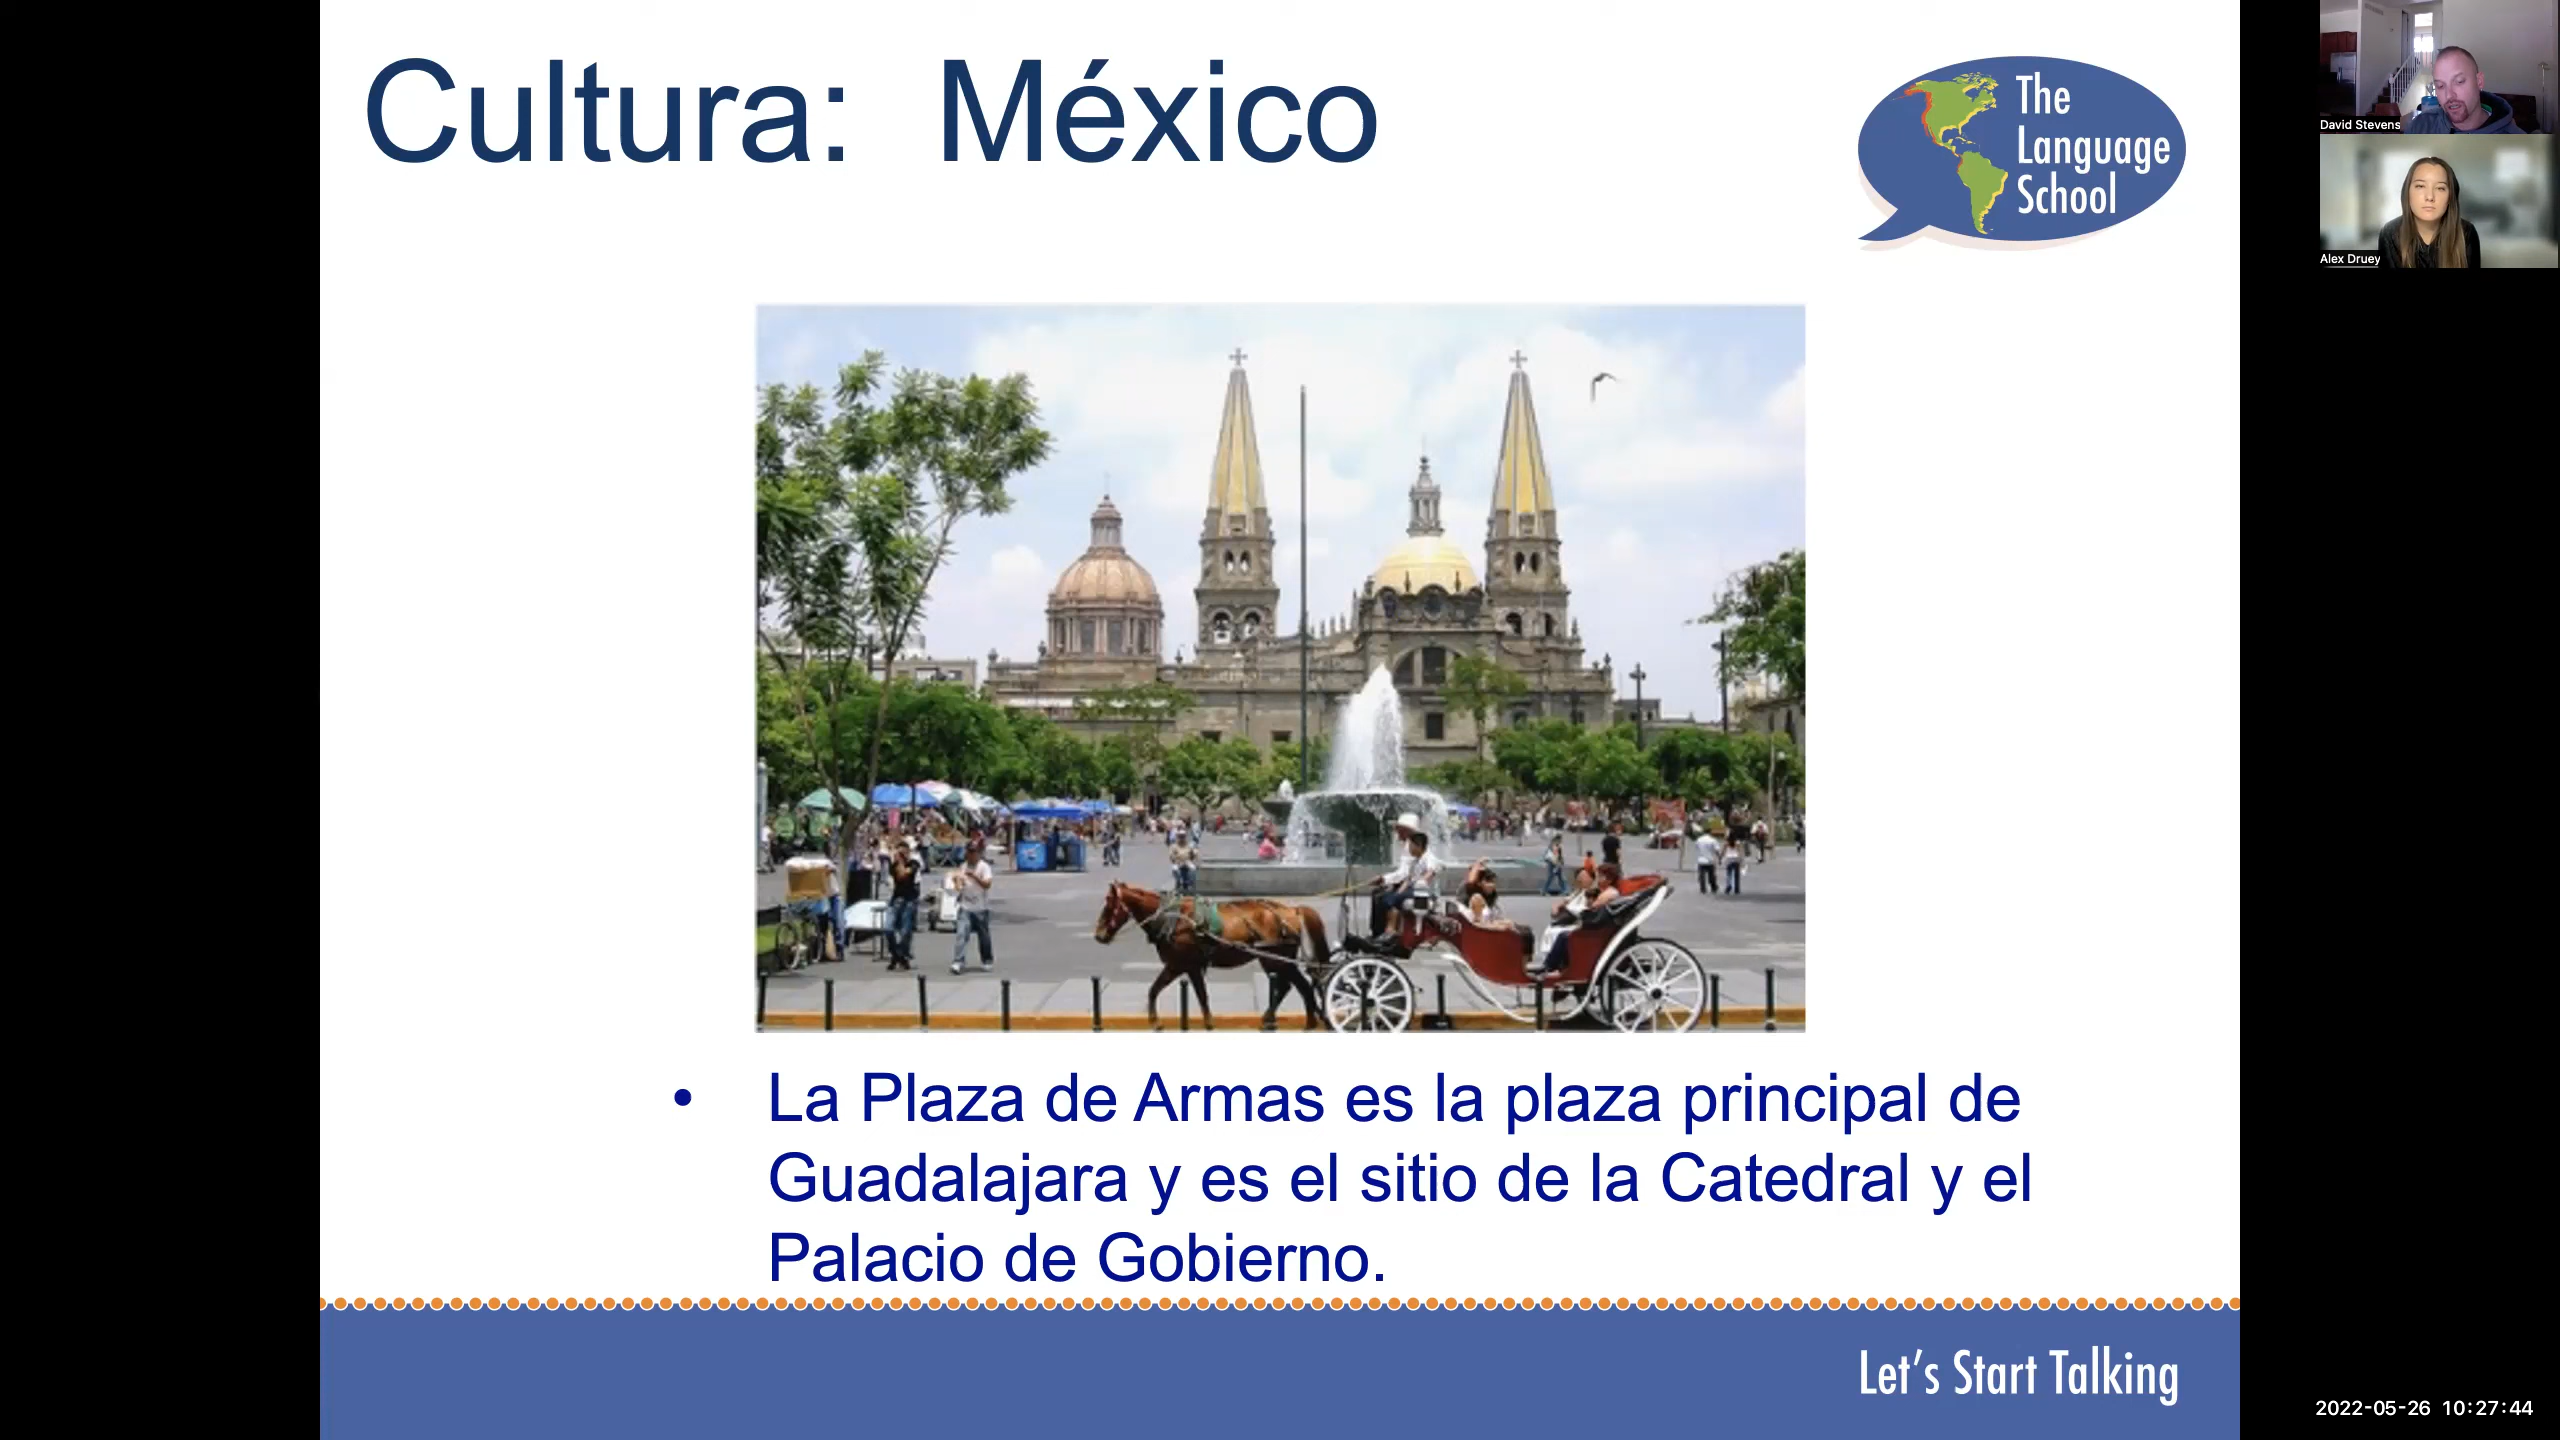 Cultura: México
The
Language
School
David Stevens
Alex Druey
• La Plaza de Armas es la plaza principal de
Guadalajara y es el sitio de la Catedral y el
Palacio de Gobierno.
Let's Start Talking
2022-05-26 10:27:44